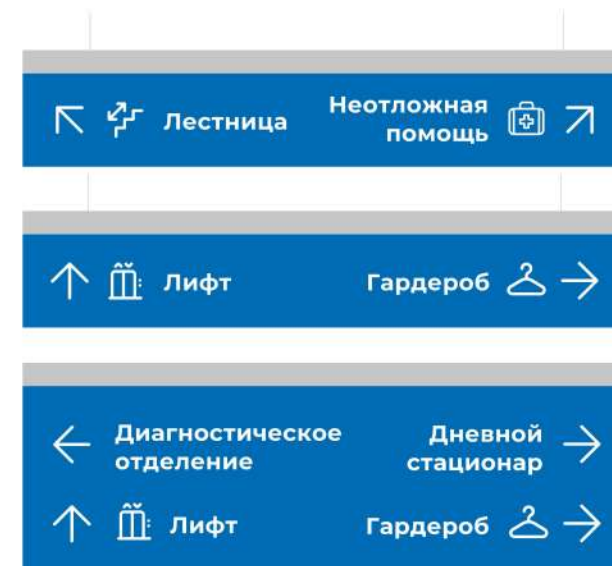 Лестница
Неотложная
помощь
Лифт
Гардероб
Диагностическое
отделение
Дневной
стационар
Лифт
Гардероб